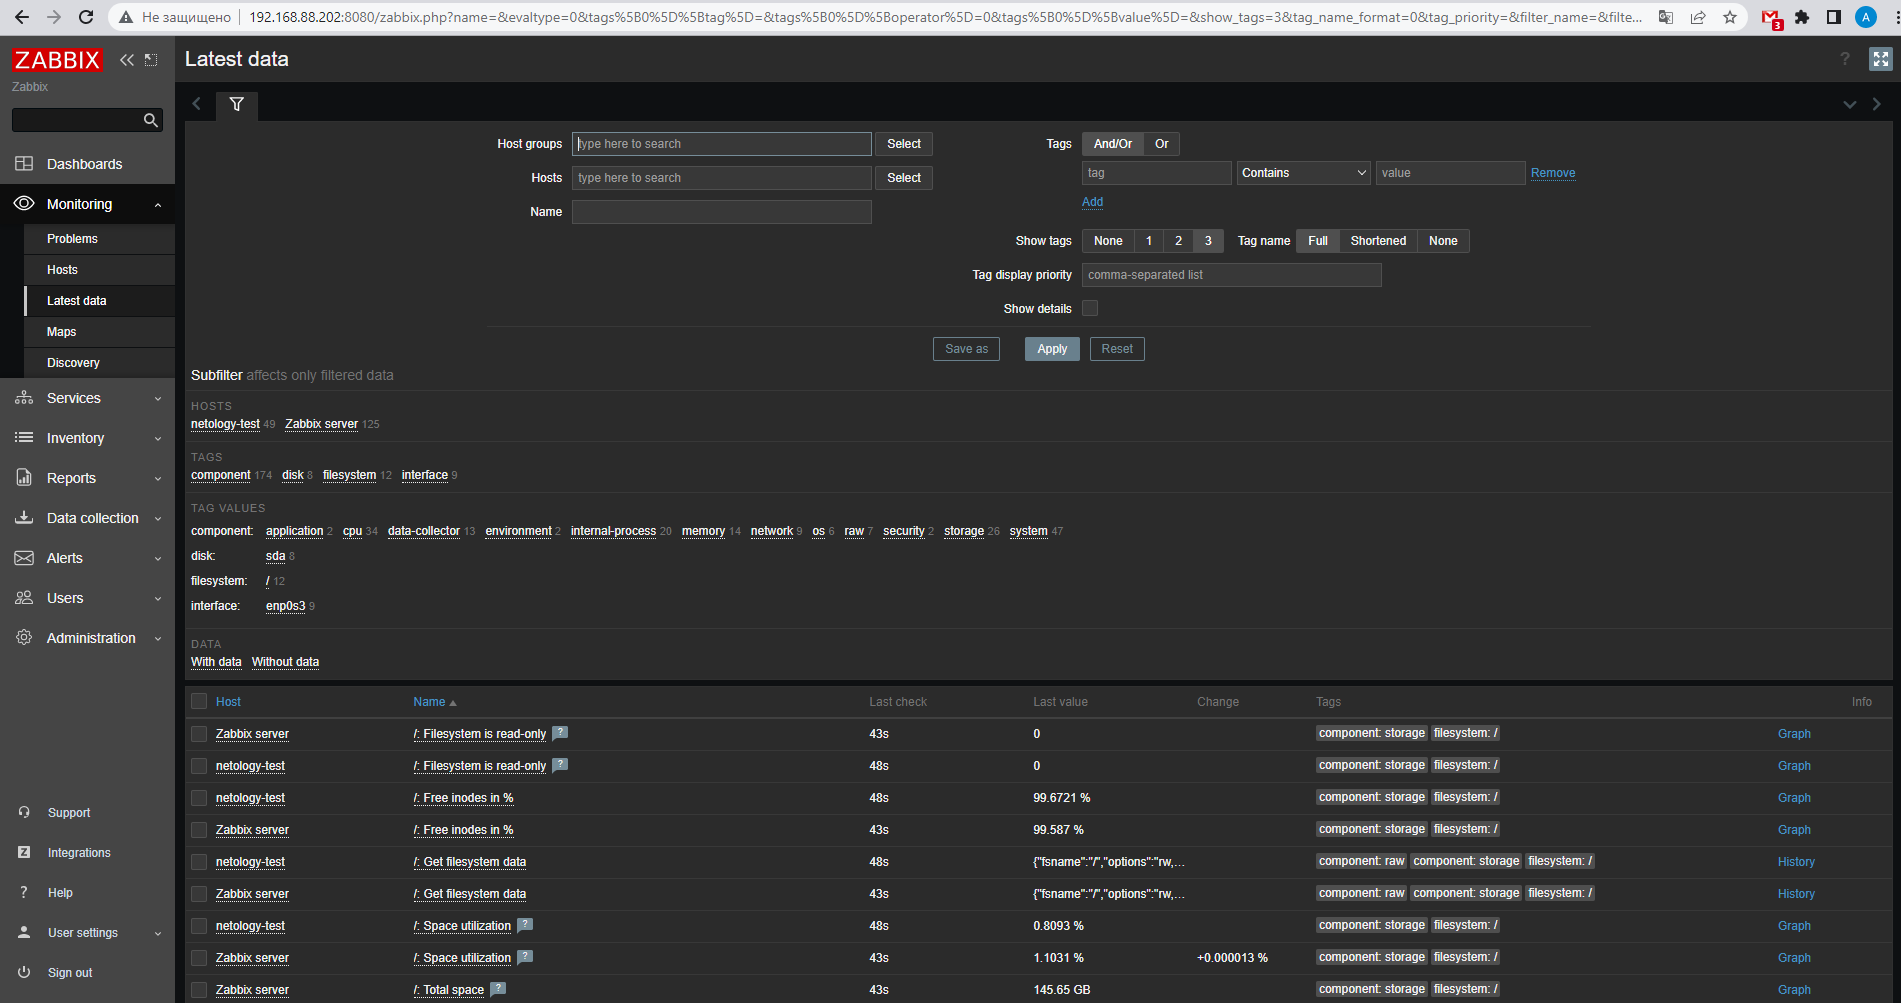 Не защищено 192.168.88.202:8080/zabbix.php?name=&evaltype=0&tags%5B0%5D%5Btag%5D=&tags%5B0%5D%5Boperator%5D=0&tags%5B0%5D%5Bvalue%5D=&show_tags=3&tag_name_format=0&tag_priority=&filter_name=&filte... 3 A
ZABBIX
Zabbix
Dashboards
Monitoring
Problems
Hosts
Latest data
Maps
Discovery
Services
Inventory
Reports
Data collection
Alerts
Users
Administration
Support
Integrations
Help
User settings
Sign out
Latest data
Host groups type here to search Select
Hosts type here to search Select
Name
Tags And/Or Or
tag Contains value Remove
Add
Show tags None 1 2 3 Tag name Full Shortened None
Tag display priority comma-separated list
Show details
Save as Apply Reset
Subfilter affects only filtered data
HOSTS
netology-test 49 Zabbix server 125
TAGS
component 174 disk 8 filesystem 12 interface 9
TAG VALUES
component: application 2 cpu 34 data-collector 13 environment 2 internal-process 20 memory 14 network 9 os 6 raw 7 security 2 storage 26 system 47
disk: sda 8
filesystem: / 12
interface: enp0s3 9
DATA
With data Without data
Host Name Last check Last value Change Tags Info
Zabbix server /: Filesystem is read-only ? 43s 0 component: storage filesystem: / Graph
netology-test /: Filesystem is read-only ? 48s 0 component: storage filesystem: / Graph
netology-test /: Free inodes in % 48s 99.6721 % component: storage filesystem: / Graph
Zabbix server /: Free inodes in % 43s 99.587 % component: storage filesystem: / Graph
netology-test /: Get filesystem data 48s {"fsname":"/","options":"rw,... component: raw component: storage filesystem: / History
Zabbix server /: Get filesystem data 43s {"fsname":"/","options":"rw,... component: raw component: storage filesystem: / History
netology-test /: Space utilization ? 48s 0.8093 % component: storage filesystem: / Graph
Zabbix server /: Space utilization ? 43s 1.1031 % +0.000013 % component: storage filesystem: / Graph
Zabbix server /: Total space ? 43s 145.65 GB component: storage filesystem: / Graph